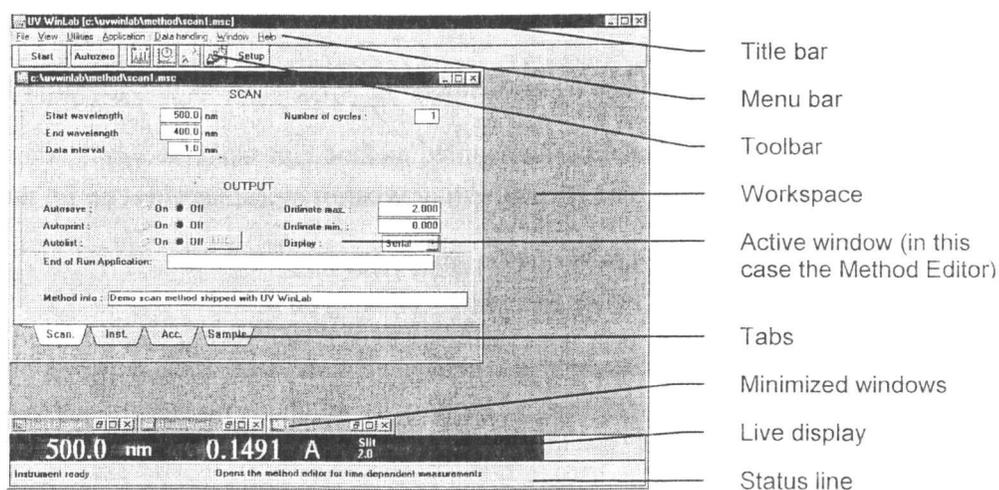 UV WinLab [c:\uvwinlab\method\scan1.msc]
File View Utilities Application Data handling Window Help
Start Autozero Setup
c:\uvwinlab\method\scan1.msc
SCAN
Start wavelength 500.0 nm Number of cycles : 1
End wavelength 400.0 nm
Data interval 1.0 nm
OUTPUT
Autosave : On Off Ordinate max. : 2.000
Autoprint : On Off Ordinate min. : 0.000
Autolist : On Off Display : Serial
End of Run Application:
Method info : Demo scan method shipped with UV WinLab
Scan. Inst. Acc. Sample
500.0 nm 0.1491 A Slit 2.0
Instrument ready Opens the method editor for time dependent measurements
Title bar
Menu bar
Toolbar
Workspace
Active window (in this
case the Method Editor)
Tabs
Minimized windows
Live display
Status line